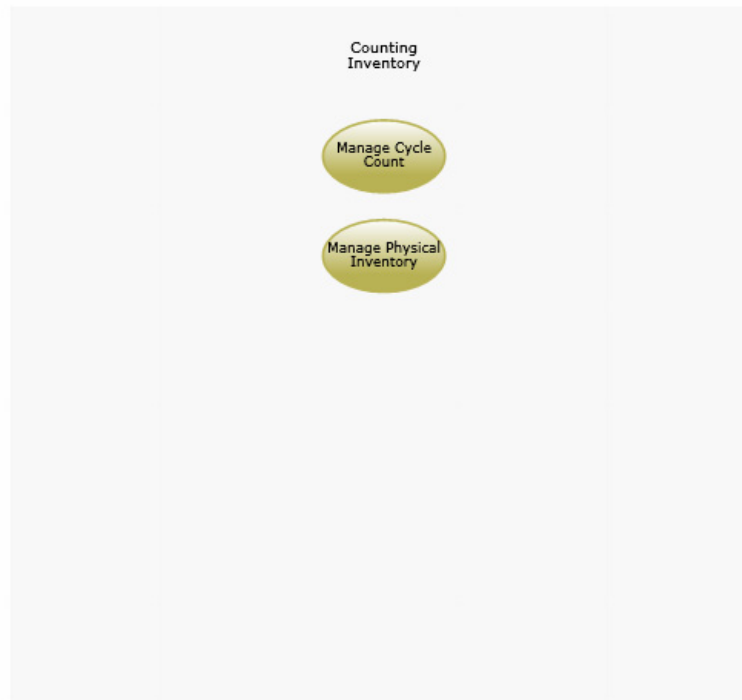 Counting
Inventory
Manage Cycle
Count
Manage Physical
Inventory